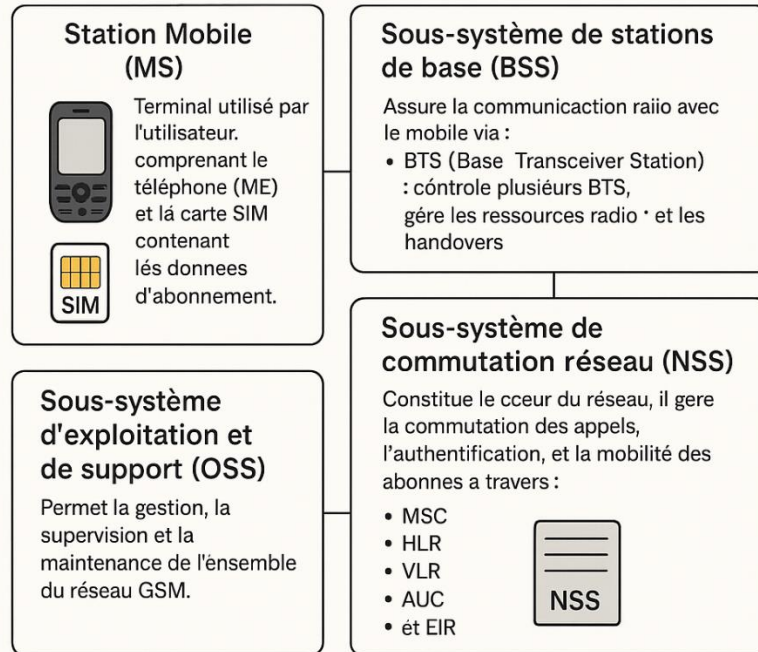 Station Mobile
(MS)
Terminal utilisé par
l'utilisateur.
comprenant le
téléphone (ME)
et lá carte SIM
contenant
lés donnees
d'abonnement.
SIM
Sous-système de stations
de base (BSS)
Assure la communicaction raiio avec
le mobile via :
• BTS (Base Transceiver Station)
: cóntrole plusiéurs BTS,
gére les ressources radio · et les
handovers
Sous-système
d'exploitation et
de support (OSS)
Permet la gestion, la
supervision et la
maintenance de l'ensemble
du réseau GSM.
Sous-système de
commutation réseau (NSS)
Constitue le cceur du réseau, il gere
la commutation des appels,
l'authentification, et la mobilité des
abonnes a travers :
• MSC
• HLR
• VLR
• AUC
• ét EIR
NSS